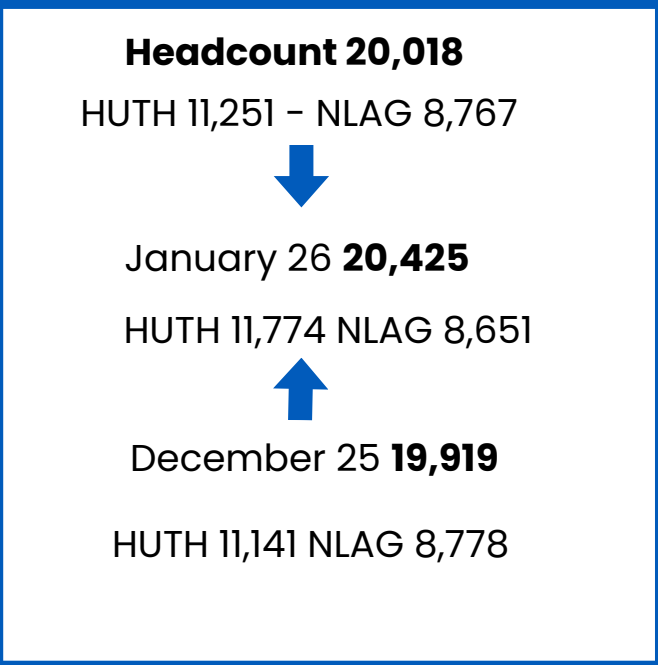 Headcount 20,018
HUTH 11,251 - NLAG 8,767
January 26 20,425
HUTH 11,774 NLAG 8,651
December 25 19,919
HUTH 11,141 NLAG 8,778